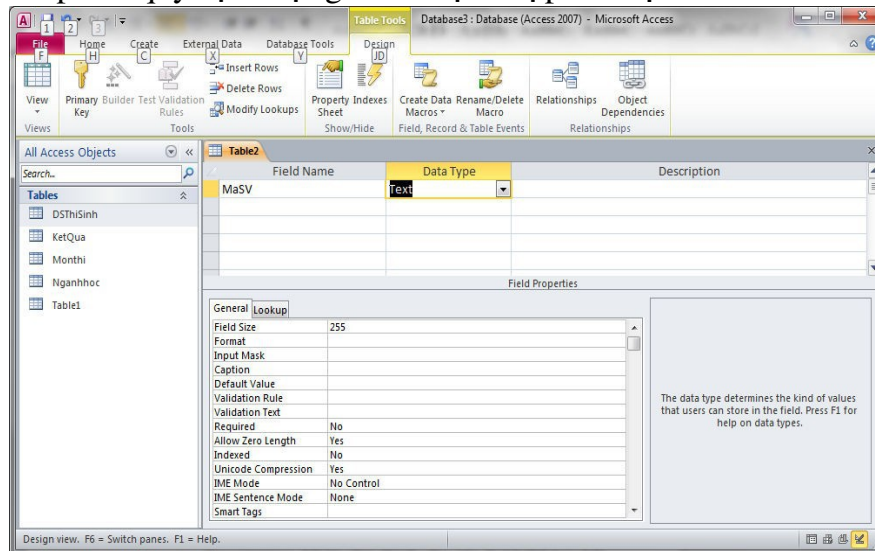 Table Tools
Database3 : Database (Access 2007) - Microsoft Access
1 2 3
File Home Create External Data Database Tools Design
F H C X Y JD
View
Views
Primary Key
Builder
Test Validation Rules
Insert Rows
Delete Rows
Modify Lookups
Tools
Property Sheet
Indexes
Show/Hide
Create Data Macros
Rename/Delete Macro
Field, Record & Table Events
Relationships
Object Dependencies
Relationships
All Access Objects
Search...
Tables
DSThiSinh
KetQua
Monthi
Nganhhoc
Table1
Table2
Field Name Data Type Description
MaSV Text
Field Properties
General Lookup
Field Size 255
Format
Input Mask
Caption
Default Value
Validation Rule
Validation Text
Required No
Allow Zero Length Yes
Indexed No
Unicode Compression Yes
IME Mode No Control
IME Sentence Mode None
Smart Tags
The data type determines the kind of values
that users can store in the field. Press F1 for
help on data types.
Design view. F6 = Switch panes. F1 = Help.